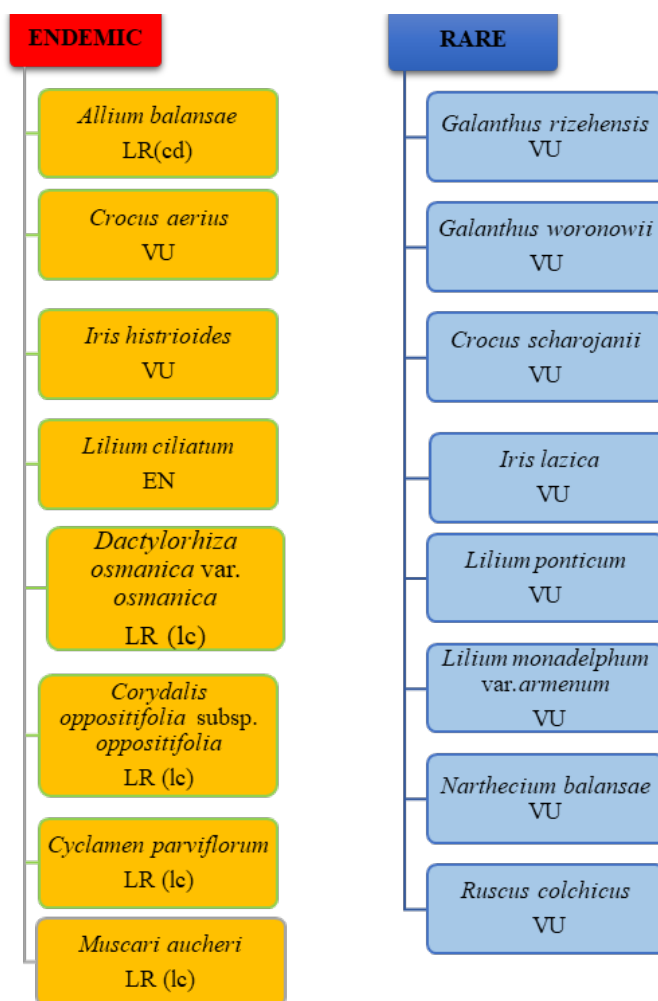 ENDEMIC
Allium balansae
LR(cd)
Crocus aerius
VU
Iris histrioides
VU
Lilium ciliatum
EN
Dactylorhiza
osmanica var.
osmanica
LR (lc)
Corydalis
oppositifolia subsp.
oppositifolia
LR (lc)
Cyclamen parviflorum
LR (lc)
Muscari aucheri
LR (lc)
RARE
Galanthus rizehensis
VU
Galanthus woronowii
VU
Crocus scharojanii
VU
Iris lazica
VU
Lilium ponticum
VU
Lilium monadelphum
var.armenum
VU
Narthecium balansae
VU
Ruscus colchicus
VU